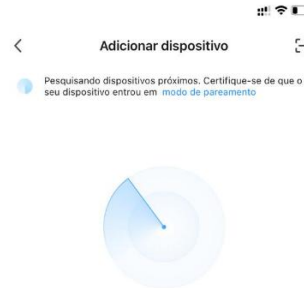 Adicionar dispositivo
Pesquisando dispositivos próximos. Certifique-se de que o
seu dispositivo entrou em modo de pareamento